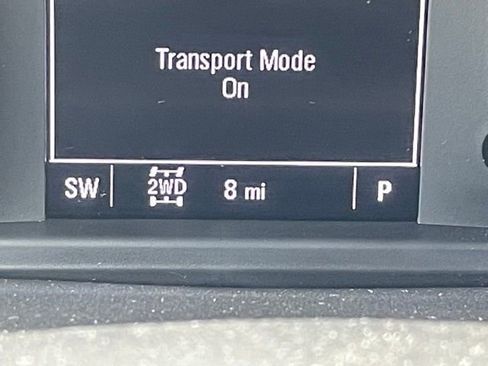 Transport Mode
On
SW 2WD 8 mi P